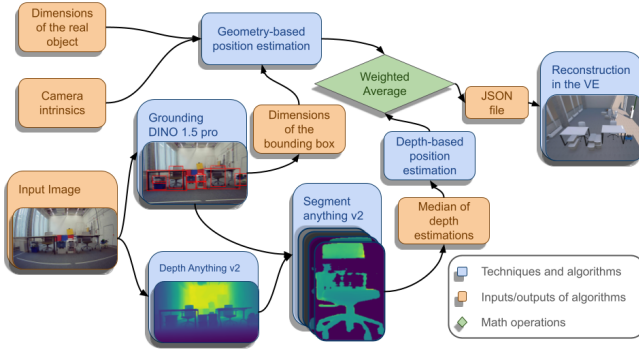 Dimensions of the real
object
Geometry-based
position estimation
Camera
intrinsics
Weighted
Average
JSON
file
Reconstruction
in the VE
Grounding
DINO 1.5 pro
Dimensions of
the bounding box
Depth-based
position
estimation
Input Image
Segment
anything v2
Median of
depth
estimations
Depth Anything v2
Techniques and algorithms
Inputs/outputs of algorithms
Math operations